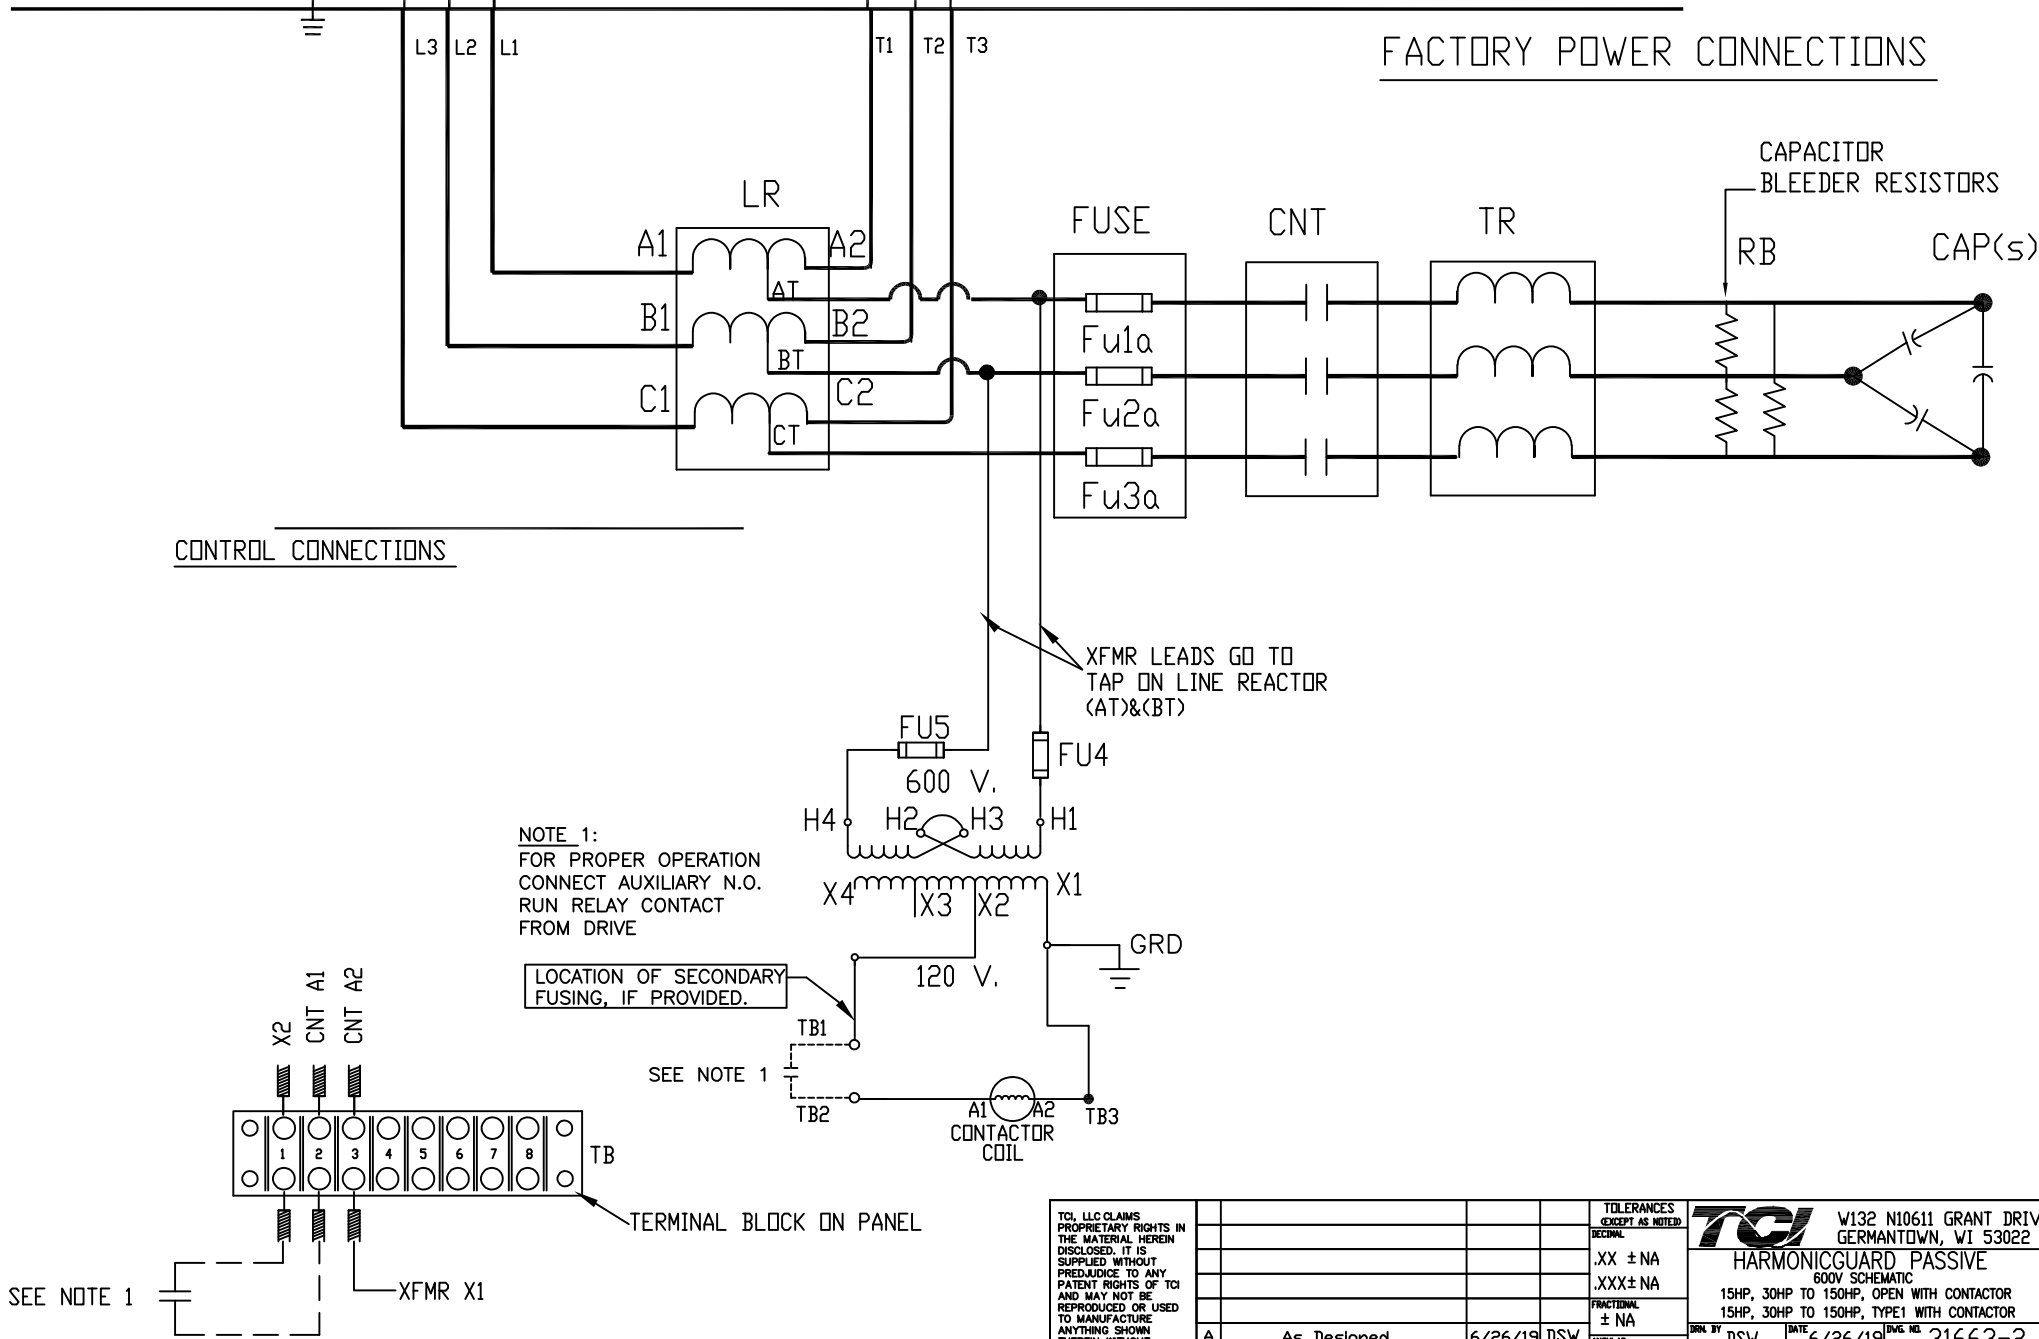 L3 L2 L1 T1 T2 T3
FACTORY POWER CONNECTIONS
CAPACITOR
BLEEDER RESISTORS
LR FUSE CNT TR RB CAP(s)
A1 A2
AT
B1 B2
BT
C1 C2
CT
Fu1a
Fu2a
Fu3a
CONTROL CONNECTIONS
XFMR LEADS GO TO
TAP ON LINE REACTOR
(AT)&(BT)
FU5
FU4
600 V.
H4 H2 H3 H1
NOTE 1:
FOR PROPER OPERATION
CONNECT AUXILIARY N.O.
RUN RELAY CONTACT
FROM DRIVE
X4 X3 X2 X1
GRD
120 V.
LOCATION OF SECONDARY
FUSING, IF PROVIDED.
TB1
SEE NOTE 1
TB2
A1 A2
TB3
CONTACTOR
COIL
X2
CNT A1
CNT A2
1 2 3 4 5 6 7 8
TB
TERMINAL BLOCK ON PANEL
SEE NOTE 1
XFMR X1
TCI, LLC CLAIMS
PROPRIETARY RIGHTS IN
THE MATERIAL HEREIN
DISCLOSED. IT IS
SUPPLIED WITHOUT
PREDJUDICE TO ANY
PATENT RIGHTS OF TCI
AND MAY NOT BE
REPRODUCED OR USED
TO MANUFACTURE
ANYTHING SHOWN
A As Designed 6/26/19 DSW
TOLERANCES
(EXCEPT AS NOTED)
DECIMAL
.XX ± NA
.XXX± NA
FRACTIONAL
± NA
TCI
W132 N10611 GRANT DRIV
GERMANTOWN, WI 53022
HARMONICGUARD PASSIVE
600V SCHEMATIC
15HP, 30HP TO 150HP, OPEN WITH CONTACTOR
15HP, 30HP TO 150HP, TYPE1 WITH CONTACTOR
DRN. BY DSW DATE 6/26/19 DWG. NO. 31663-3